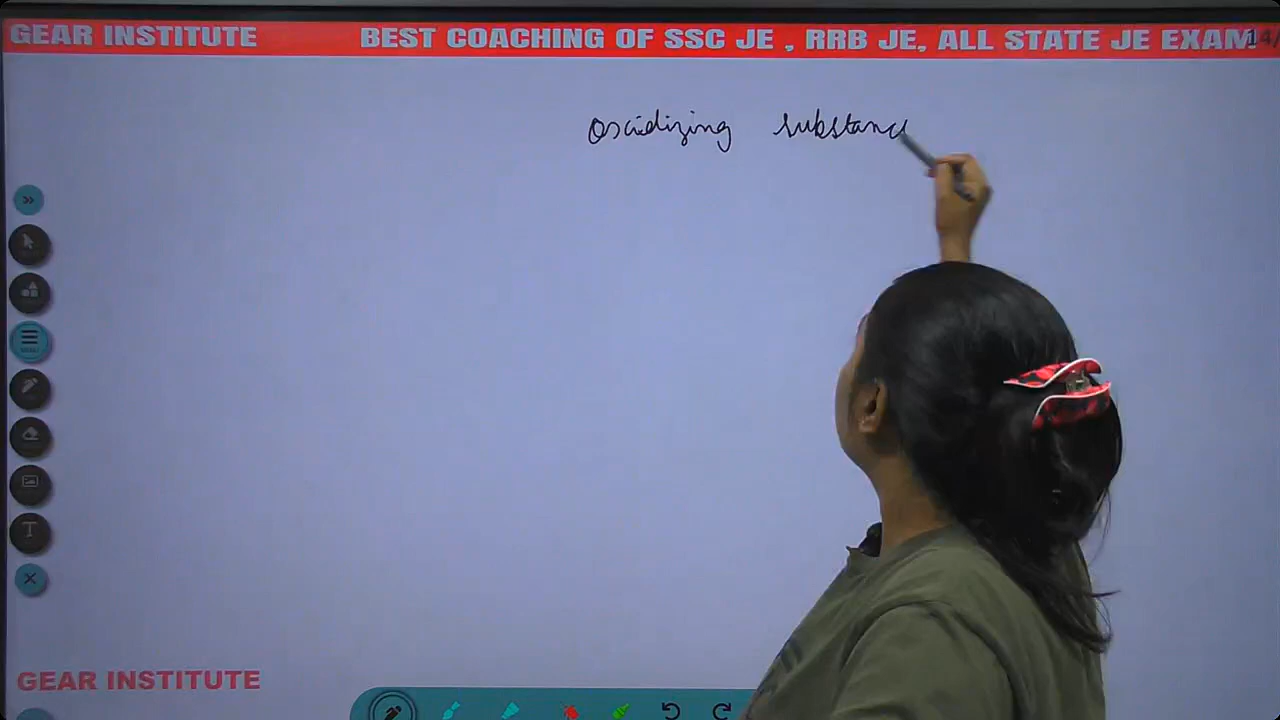 GEAR INSTITUTE BEST COACHING OF SSC JE , RRB JE, ALL STATE JE EXAM
oxidizing substance
GEAR INSTITUTE